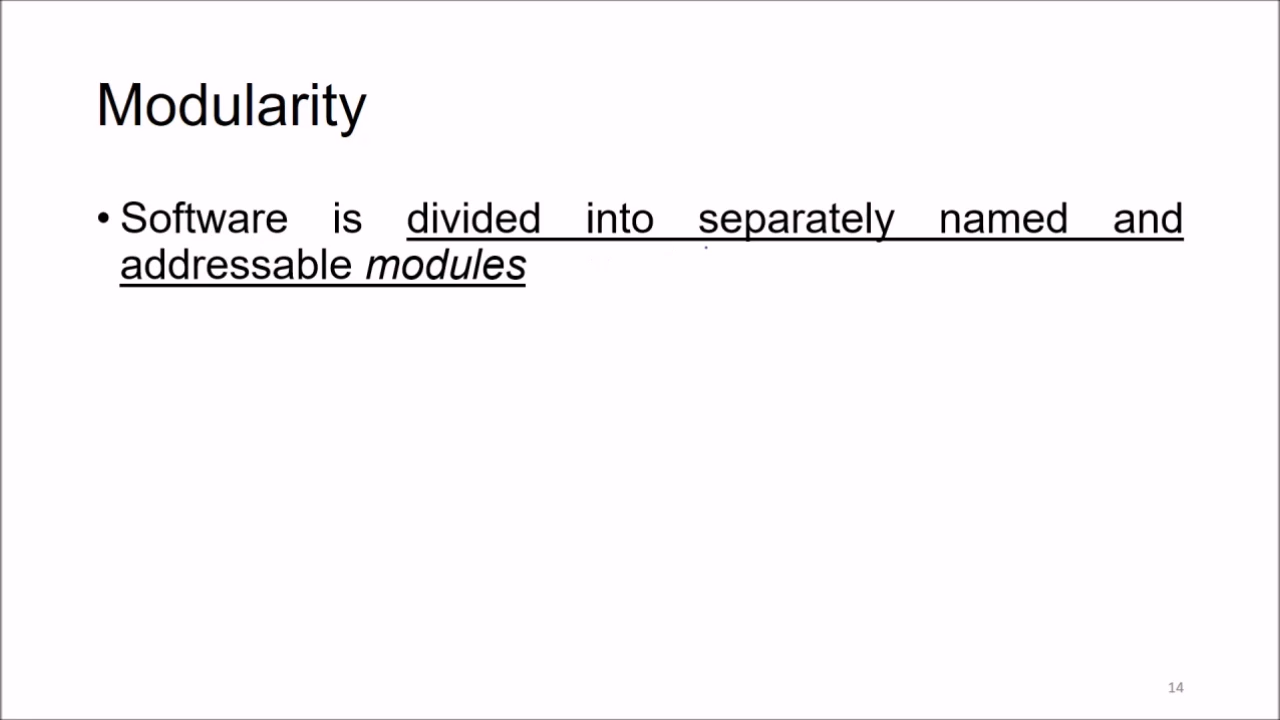 Modularity
• Software is divided into separately named and
addressable modules
14